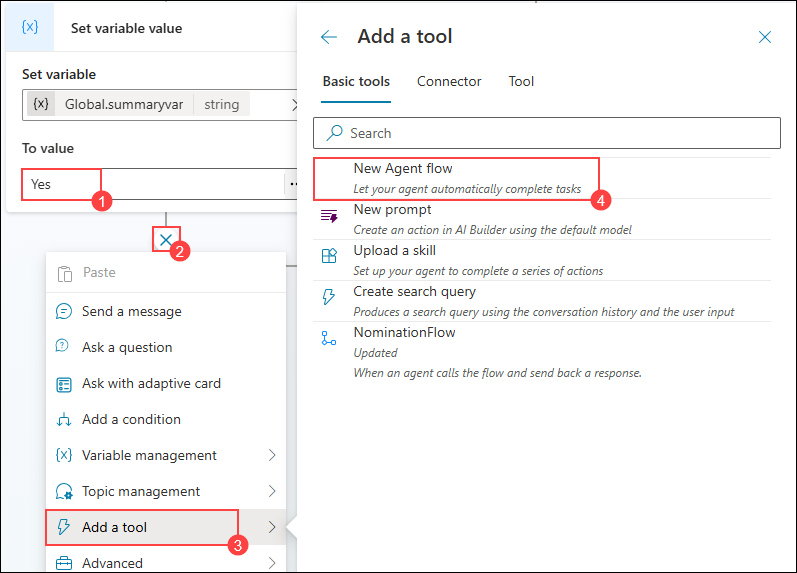 {x}
Set variable value
Set variable
{x} Global.summaryvar string
To value
Yes
1
2
Paste
Send a message
Ask a question
Ask with adaptive card
Add a condition
{x} Variable management
Topic management
Add a tool
3
Advanced
Add a tool
Basic tools Connector Tool
Search
New Agent flow
Let your agent automatically complete tasks
4
New prompt
Create an action in AI Builder using the default model
Upload a skill
Set up your agent to complete a series of actions
Create search query
Produces a search query using the conversation history and the user input
NominationFlow
Updated
When an agent calls the flow and send back a response.